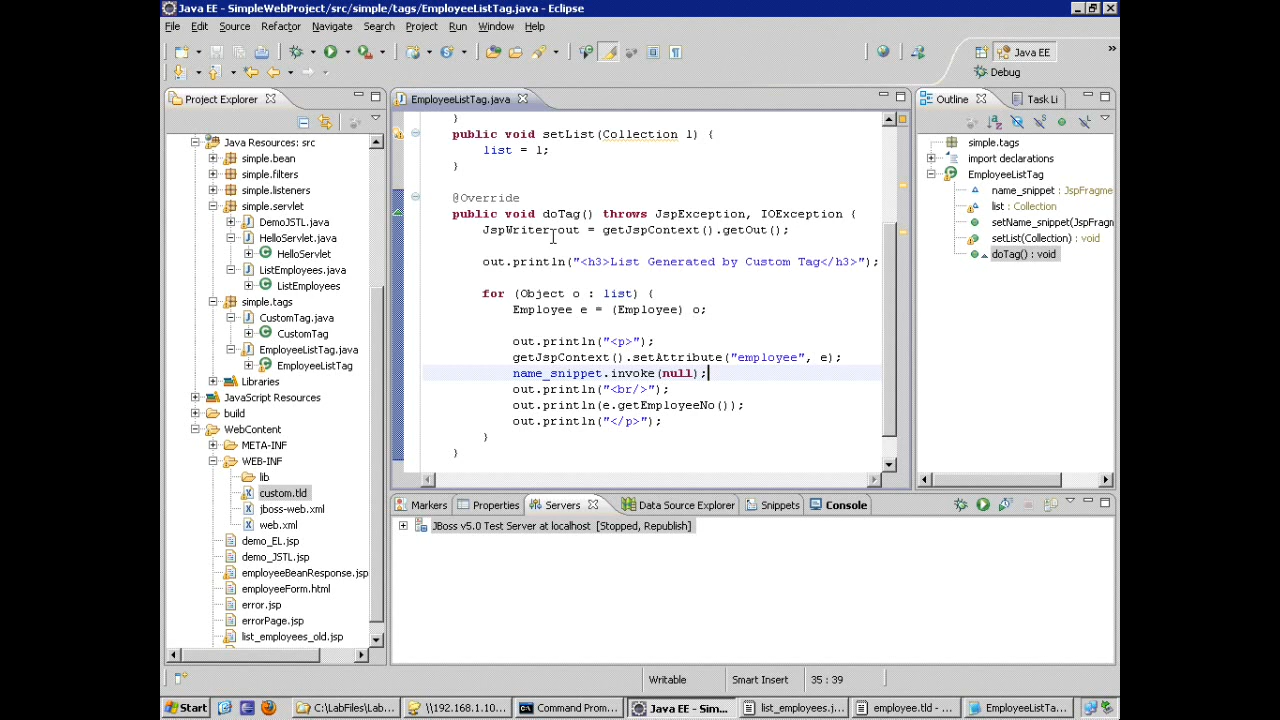 Java EE - SimpleWebProject/src/simple/tags/EmployeeListTag.java - Eclipse
File Edit Source Refactor Navigate Search Project Run Window Help
Java EE
Debug
Project Explorer
Java Resources: src
simple.bean
simple.filters
simple.listeners
simple.servlet
DemoJSTL.java
HelloServlet.java
HelloServlet
ListEmployees.java
ListEmployees
simple.tags
CustomTag.java
CustomTag
EmployeeListTag.java
EmployeeListTag
Libraries
JavaScript Resources
build
WebContent
META-INF
WEB-INF
lib
custom.tld
jboss-web.xml
web.xml
demo_EL.jsp
demo_JSTL.jsp
employeeBeanResponse.jsp
employeeForm.html
error.jsp
errorPage.jsp
list_employees_old.jsp
EmployeeListTag.java
}
public void setList(Collection l) {
list = l;
}
@Override
public void doTag() throws JspException, IOException {
JspWriter out = getJspContext().getOut();
out.println("<h3>List Generated by Custom Tag</h3>");
for (Object o : list) {
Employee e = (Employee) o;
out.println("<p>");
getJspContext().setAttribute("employee", e);
name_snippet.invoke(null);
out.println("<br/>");
out.println(e.getEmployeeNo());
out.println("</p>");
}
}
Outline Task Li
simple.tags
import declarations
EmployeeListTag
name_snippet : JspFragme
list : Collection
setName_snippet(JspFragm
setList(Collection) : void
doTag() : void
Markers Properties Servers Data Source Explorer Snippets Console
JBoss v5.0 Test Server at localhost [Stopped, Republish]
Writable Smart Insert 35 : 39
Start C:\LabFiles\Lab... \\192.168.1.10... Command Prom... Java EE - Sim... list_employees.j... employee.tld - ... EmployeeListTa...